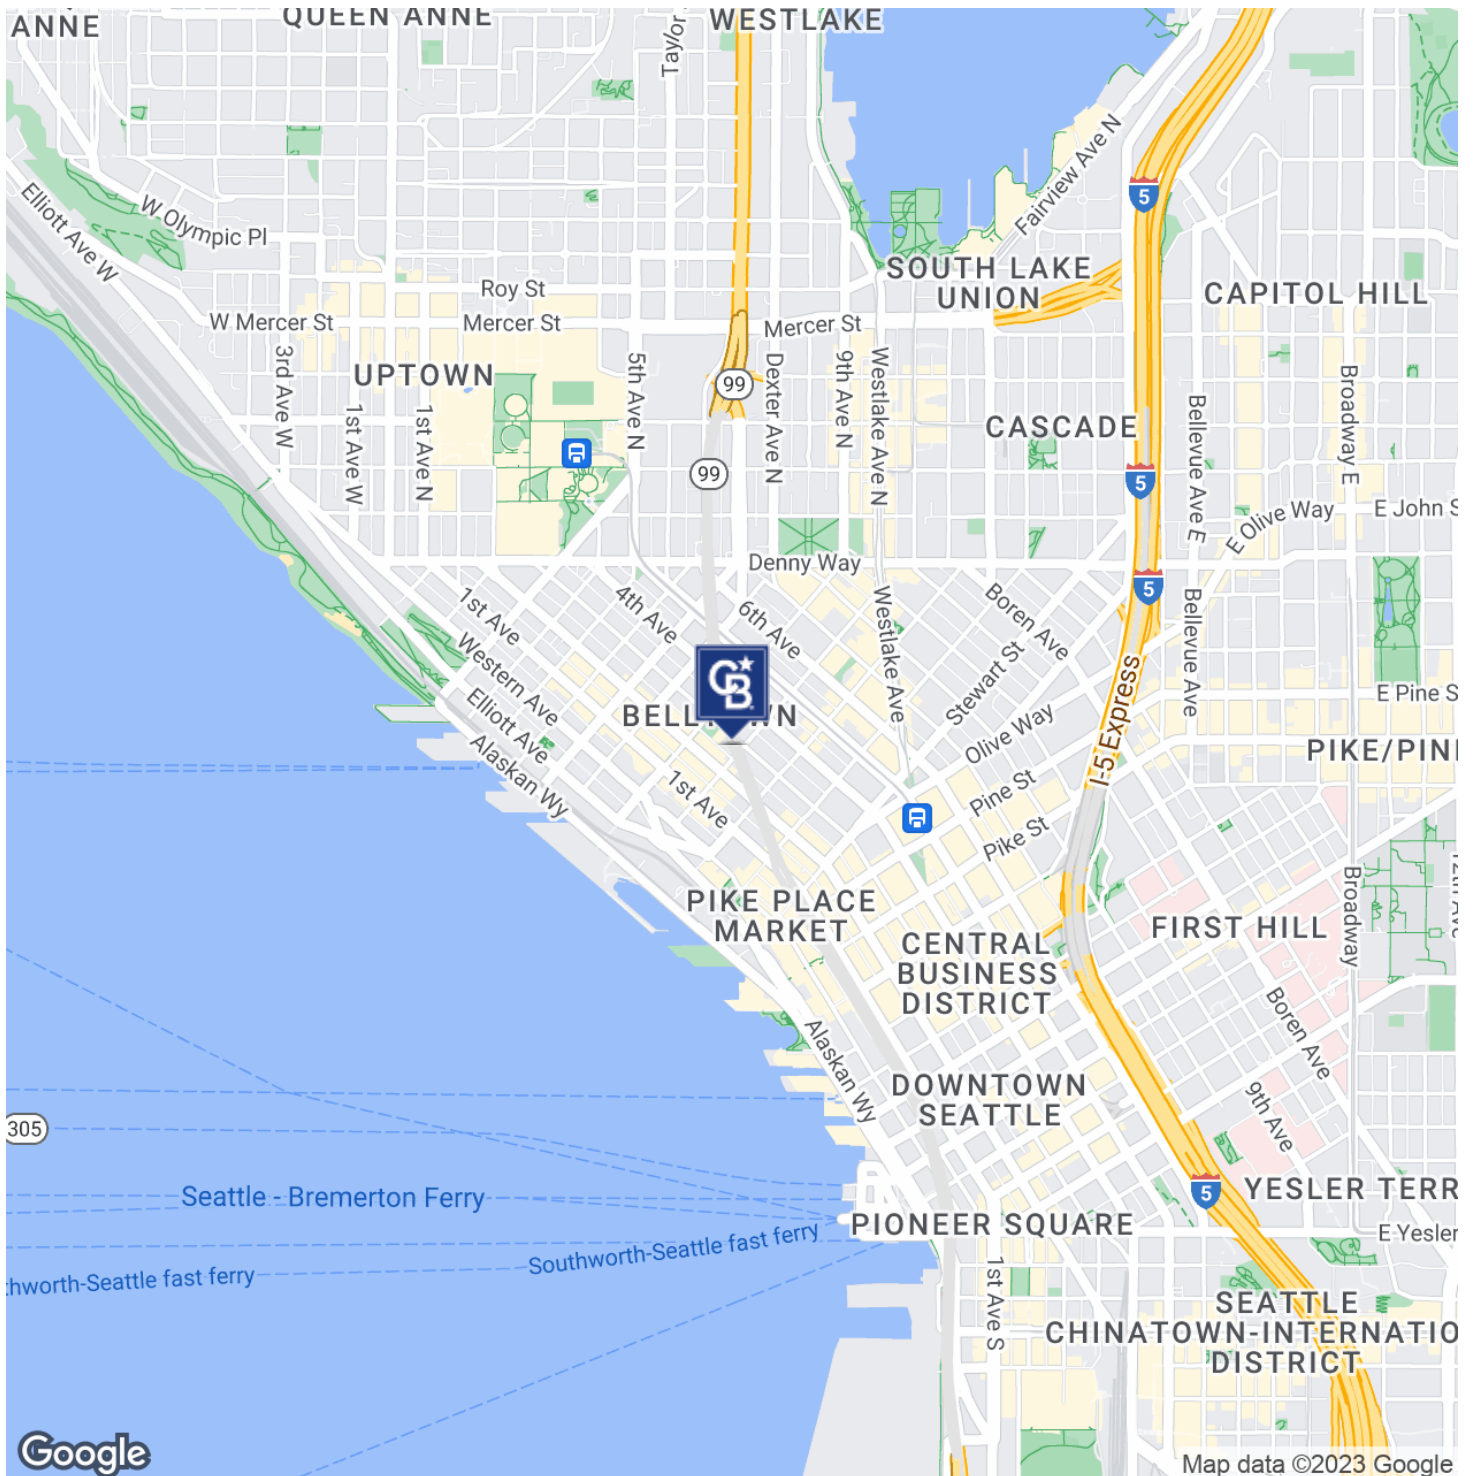 QUEEN ANNE
ANNE
WESTLAKE
Taylor
Fairview Ave N
5
Elliott Ave W
W Olympic Pl
SOUTH LAKE
UNION
CAPITOL HILL
Roy St
W Mercer St
Mercer St
Mercer St
3rd Ave W
UPTOWN
5th Ave N
99
Dexter Ave N
9th Ave N
Westlake Ave N
Broadway E
1st Ave W
1st Ave N
CASCADE
Bellevue Ave E
99
5
E Olive Way
E John S
Denny Way
5
1st Ave
4th Ave
6th Ave
Westlake Ave
Boren Ave
Bellevue Ave
Western Ave
Stewart St
CB
E Pine S
Elliott Ave
BELLT
WN
Olive Way
I-5 Express
PIKE/PIN
Alaskan Wy
1st Ave
Pine St
Pike St
PIKE PLACE
MARKET
Broadway
12th Av
FIRST HILL
CENTRAL
BUSINESS
DISTRICT
Boren Ave
Alaskan Wy
DOWNTOWN
SEATTLE
9th Ave
305
Seattle - Bremerton Ferry
5
YESLER TERR
PIONEER SQUARE
E Yesler
Southworth-Seattle fast ferry
thworth-Seattle fast ferry
1st Ave S
SEATTLE
CHINATOWN-INTERNATIO
DISTRICT
Google
Map data ©2023 Google